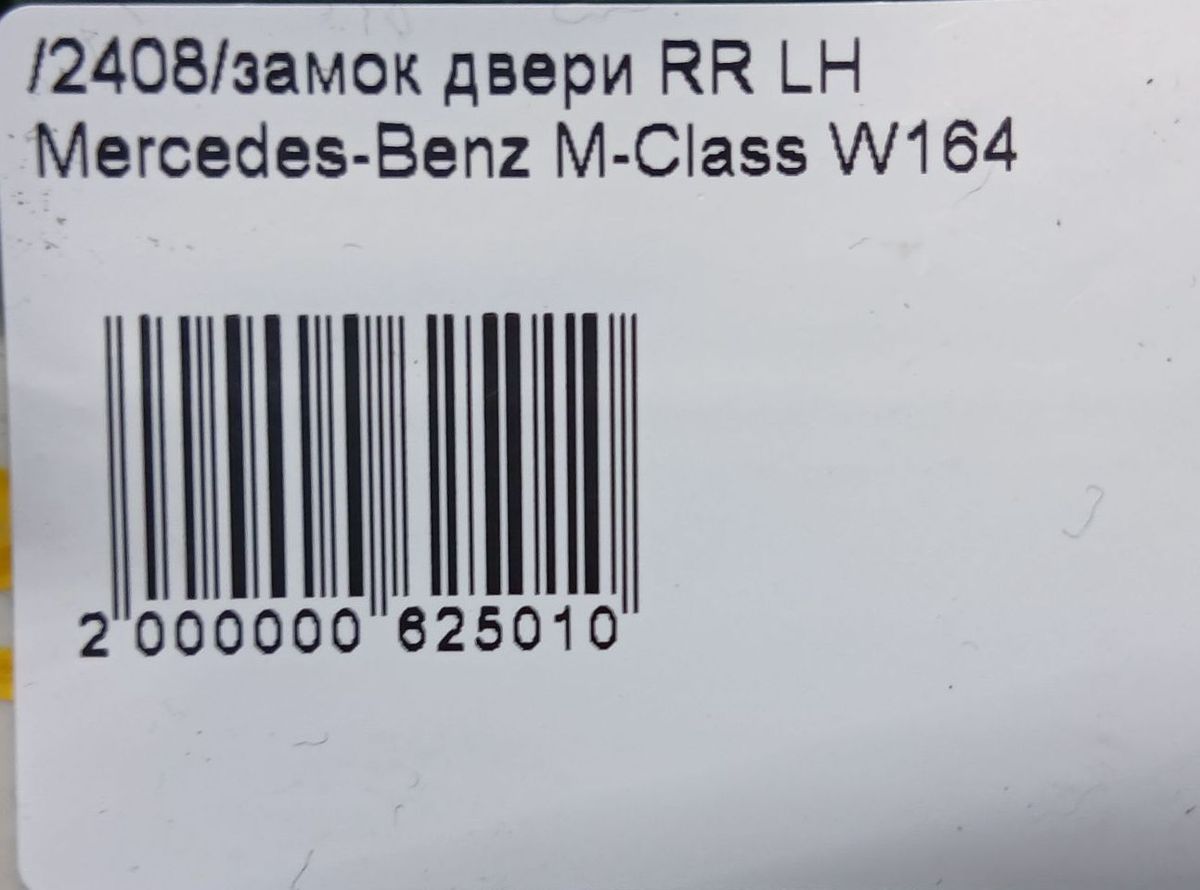 /2408/замок двери RR LH
Mercedes-Benz M-Class W164
2 000000 625010